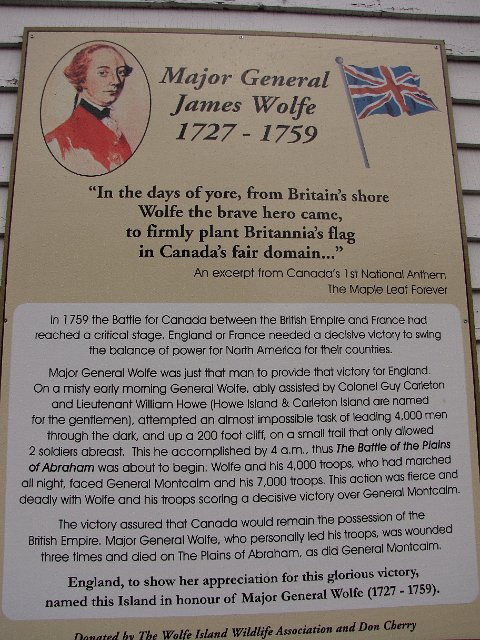 Major General
James Wolfe
1727 - 1759
“In the days of yore, from Britain's shore
Wolfe the brave hero came,
to firmly plant Britannia's flag
in Canada's fair domain...”
An excerpt from Canada's 1st National Anthem,
The Maple Leaf Forever
In 1759 the Battle for Canada between the British Empire and France had
reached a critical stage. England or France needed a decisive victory to swing
the balance of power for North America for their countries.
Major General Wolfe was just that man to provide that victory for England.
On a misty early morning General Wolfe, ably assisted by Colonel Guy Carleton
and Lieutenant William Howe (Howe Island & Carleton Island are named
for the gentlemen), attempted an almost impossible task of leading 4,000 men
through the dark, and up a 200 foot cliff, on a small trail that only allowed
2 soldiers abreast. This he accomplished by 4 a.m., thus The Battle of the Plains
of Abraham was about to begin. Wolfe and his 4,000 troops, who had marched
all night, faced General Montcalm and his 7,000 troops. This action was fierce and
deadly with Wolfe and his troops scoring a decisive victory over General Montcalm.
The victory assured that Canada would remain the possession of the
British Empire. Major General Wolfe, who personally led his troops, was wounded
three times and died on The Plains of Abraham, as did General Montcalm.
England, to show her appreciation for this glorious victory,
named this Island in honour of Major General Wolfe (1727 - 1759).
Donated by The Wolfe Island Wildlife Association and Don Cherry